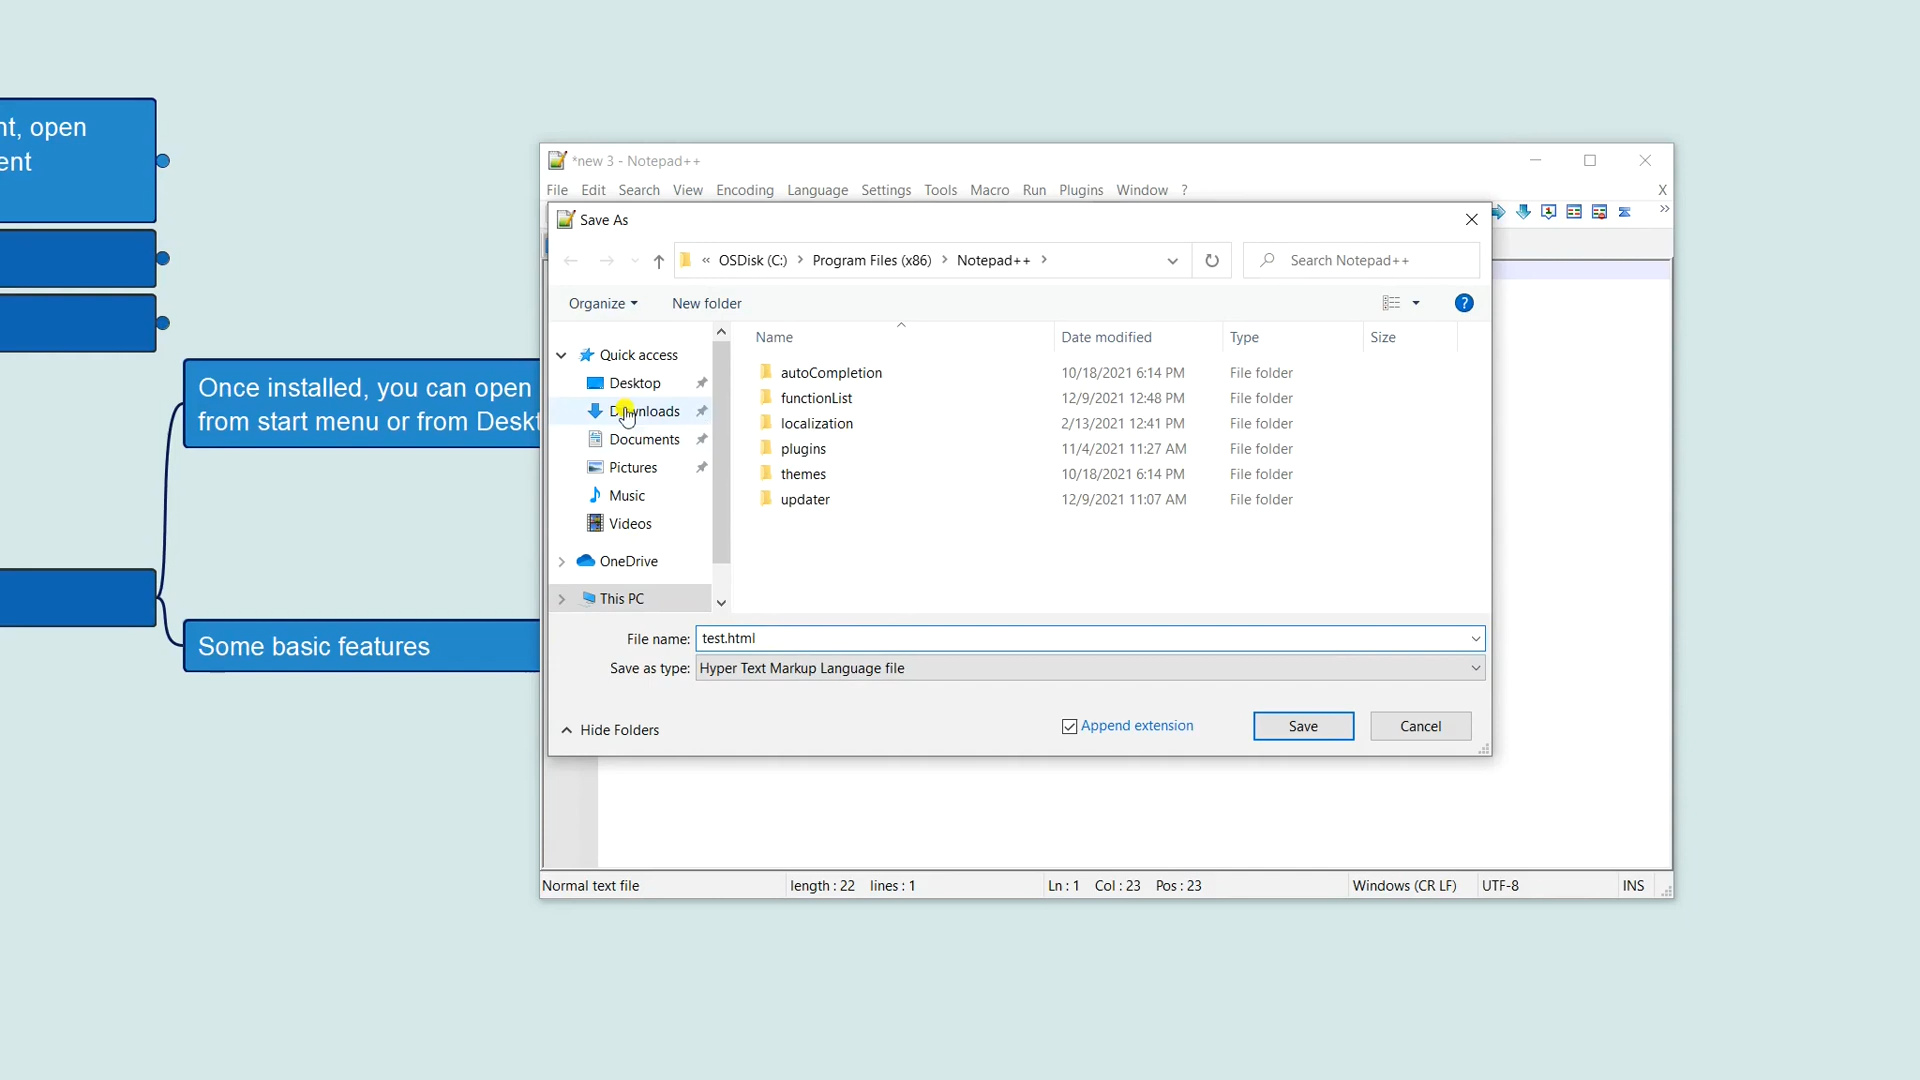 nt, open
ent
Once installed, you can open
from start menu or from Deskt
Some basic features
*new 3 - Notepad++
File Edit Search View Encoding Language Settings Tools Macro Run Plugins Window ?
X
Save As
« OSDisk (C:) > Program Files (x86) > Notepad++ >
Search Notepad++
Organize
New folder
Name Date modified Type Size
Quick access
Desktop
Downloads
Documents
Pictures
Music
Videos
OneDrive
This PC
autoCompletion 10/18/2021 6:14 PM File folder
functionList 12/9/2021 12:48 PM File folder
localization 2/13/2021 12:41 PM File folder
plugins 11/4/2021 11:27 AM File folder
themes 10/18/2021 6:14 PM File folder
updater 12/9/2021 11:07 AM File folder
File name: test.html
Save as type: Hyper Text Markup Language file
Hide Folders
Append extension
Save
Cancel
Normal text file length : 22 lines : 1 Ln : 1 Col : 23 Pos : 23 Windows (CR LF) UTF-8 INS